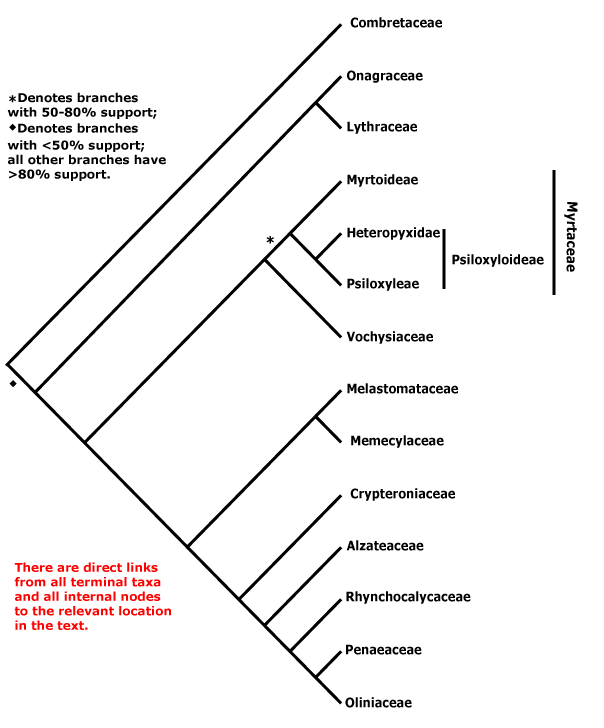 Combretaceae
Onagraceae
*Denotes branches
with 50-80% support;
◆Denotes branches
with <50% support;
all other branches have
>80% support.
Lythraceae
Myrtoideae
Heteropyxidae
Psiloxyloideae
Myrtaceae
Psiloxyleae
*
Vochysiaceae
◆
Melastomataceae
Memecylaceae
Crypteroniaceae
Alzateaceae
There are direct links
from all terminal taxa
and all internal nodes
to the relevant location
in the text.
Rhynchocalycaceae
Penaeaceae
Oliniaceae